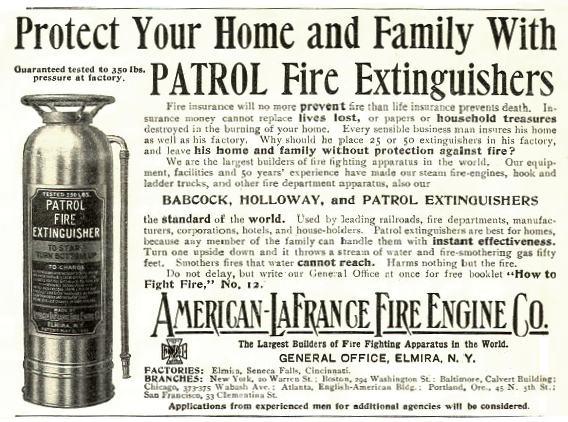 Protect Your Home and Family With
Guaranteed tested to 350 lbs.
pressure at factory.
PATROL Fire Extinguishers
Fire insurance will no more prevent fire than life insurance prevents death. In-
surance money cannot replace lives lost, or papers or household treasures
destroyed in the burning of your home. Every sensible business man insures his home
as well as his factory. Why should he place 25 or 50 extinguishers in his factory,
and leave his home and family without protection against fire?
We are the largest builders of fire fighting apparatus in the world. Our equip-
ment, facilities and 50 years' experience have made our steam fire-engines, hook and
ladder trucks, and other fire department apparatus, also our
BABCOCK, HOLLOWAY, and PATROL EXTINGUISHERS
the standard of the world. Used by leading railroads, fire departments, manufac-
turers, corporations, hotels, and house-holders. Patrol extinguishers are best for homes,
because any member of the family can handle them with instant effectiveness.
Turn one upside down and it throws a stream of water and fire-smothering gas fifty
feet. Smothers fires that water cannot reach. Harms nothing but the fire.
Do not delay, but write our General Office at once for free booklet "How to
Fight Fire," No. 12.
TESTED 350 LBS.
PATROL
FIRE
EXTINGUISHER
TO START
TURN BOTTOM UP
TO CHARGE
ELMIRA, N.Y.
AMERICAN-LAFRANCE FIRE ENGINE CO.
The Largest Builders of Fire Fighting Apparatus in the World.
GENERAL OFFICE, ELMIRA, N. Y.
FACTORIES: Elmira, Seneca Falls, Cincinnati.
BRANCHES: New York, 20 Warren St.; Boston, 294 Washington St.; Baltimore, Calvert Building;
Chicago, 373-375 Wabash Ave.; Atlanta, English-American Bldg.; Portland, Ore., 45 N. 5th St.;
San Francisco, 33 Clementina St.
Applications from experienced men for additional agencies will be considered.